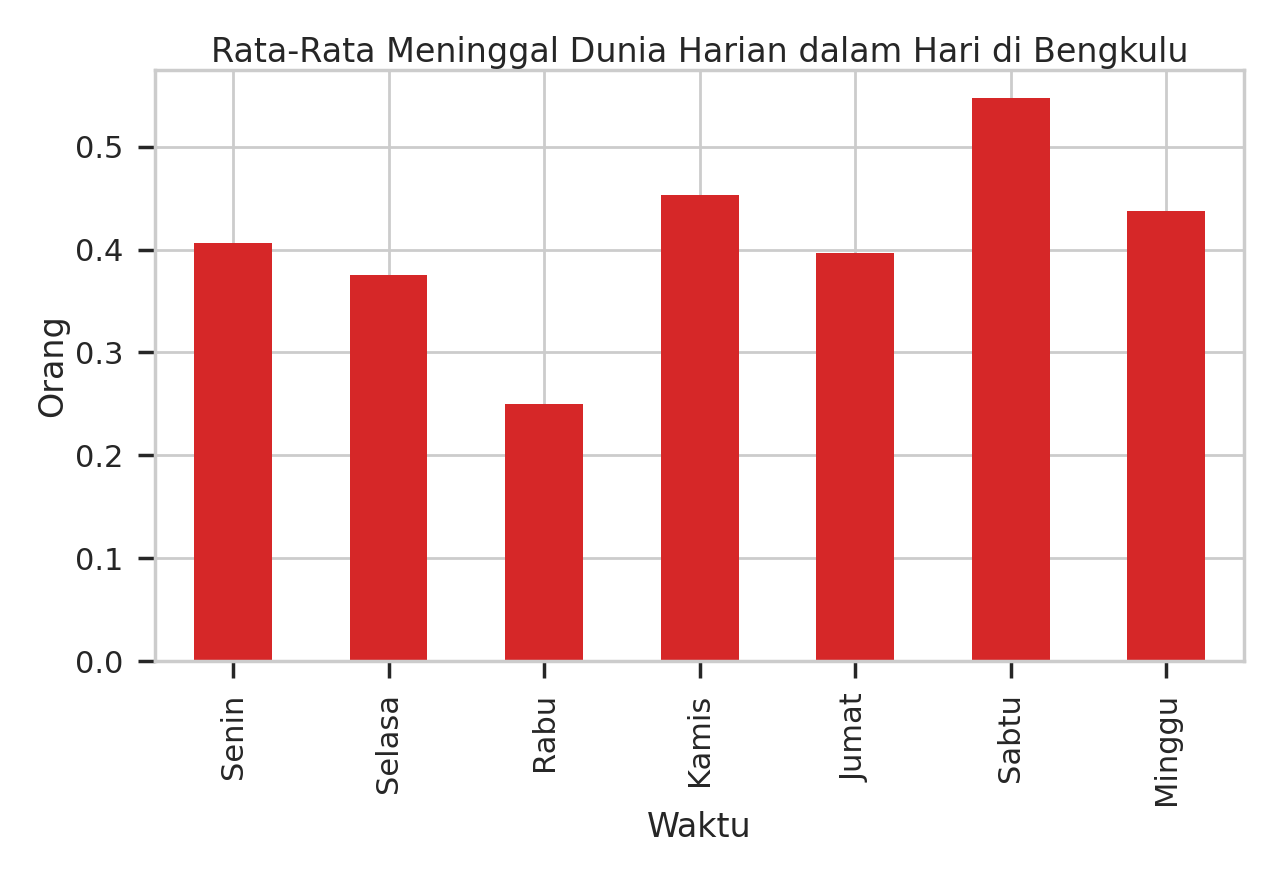 Rata-Rata Meninggal Dunia Harian dalam Hari di Bengkulu
Orang
0.5
0.4
0.3
0.2
0.1
0.0
Senin
Selasa
Rabu
Kamis
Jumat
Sabtu
Minggu
Waktu